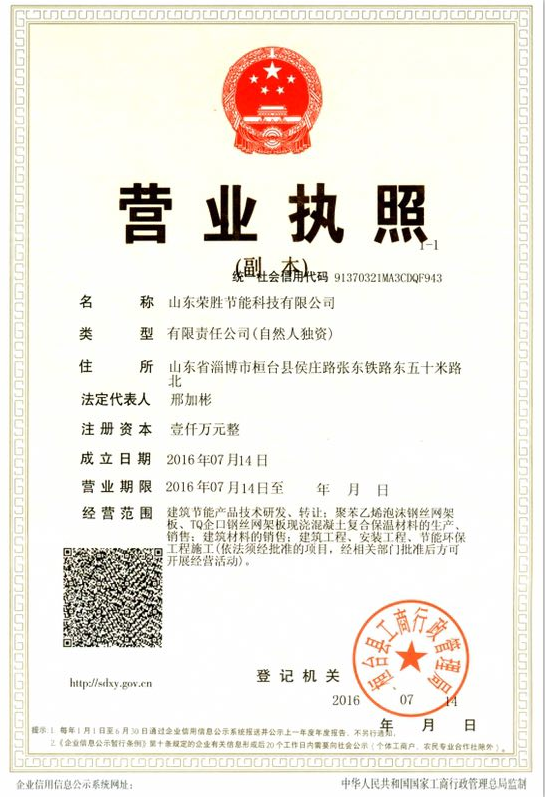 营业执照
1-1
(副 本)
统一社会信用代码 91370321MA3CDQF943
名 称 山东荣胜节能科技有限公司
类 型 有限责任公司(自然人独资)
住 所 山东省淄博市桓台县侯庄路张东铁路东五十米路
北
法定代表人 邢加彬
注册资本 壹仟万元整
成立日期 2016年07月14日
营业期限 2016年07月14日至 年 月 日
经营范围 建筑节能产品技术研发、转让；聚苯乙烯泡沫钢丝网架
板、TQ企口钢丝网架板现浇混凝土复合保温材料的生产、
销售；建筑材料的销售；建筑工程、安装工程、节能环保
工程施工(依法须经批准的项目，经相关部门批准后方可
开展经营活动)。
http://sdxy.gov.cn
登记机关
桓台县工商行政管理局
2016 07 14
年 月 日
提示：1. 每年1月1日至6月30日通过企业信用信息公示系统报送并公示上一年度年度报告，不另行通知；
2.《企业信息公示暂行条例》第十条规定的企业有关信息形成后20个工作日内需要向社会公示（个体工商户、农民专业合作社除外）。
企业信用信息公示系统网址：
中华人民共和国国家工商行政管理总局监制